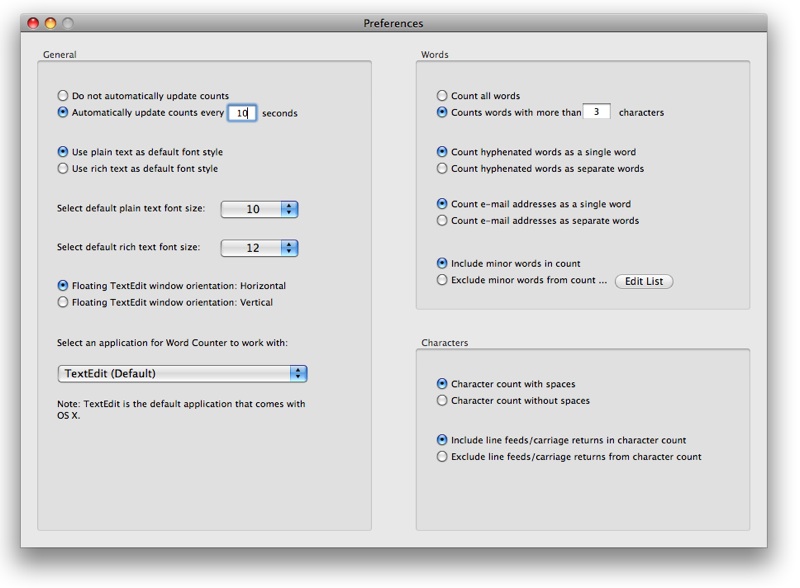 Preferences
General
Do not automatically update counts
Automatically update counts every 10 seconds
Use plain text as default font style
Use rich text as default font style
Select default plain text font size: 10
Select default rich text font size: 12
Floating TextEdit window orientation: Horizontal
Floating TextEdit window orientation: Vertical
Select an application for Word Counter to work with:
TextEdit (Default)
Note: TextEdit is the default application that comes with
OS X.
Words
Count all words
Counts words with more than 3 characters
Count hyphenated words as a single word
Count hyphenated words as separate words
Count e-mail addresses as a single word
Count e-mail addresses as separate words
Include minor words in count
Exclude minor words from count ... Edit List
Characters
Character count with spaces
Character count without spaces
Include line feeds/carriage returns in character count
Exclude line feeds/carriage returns from character count